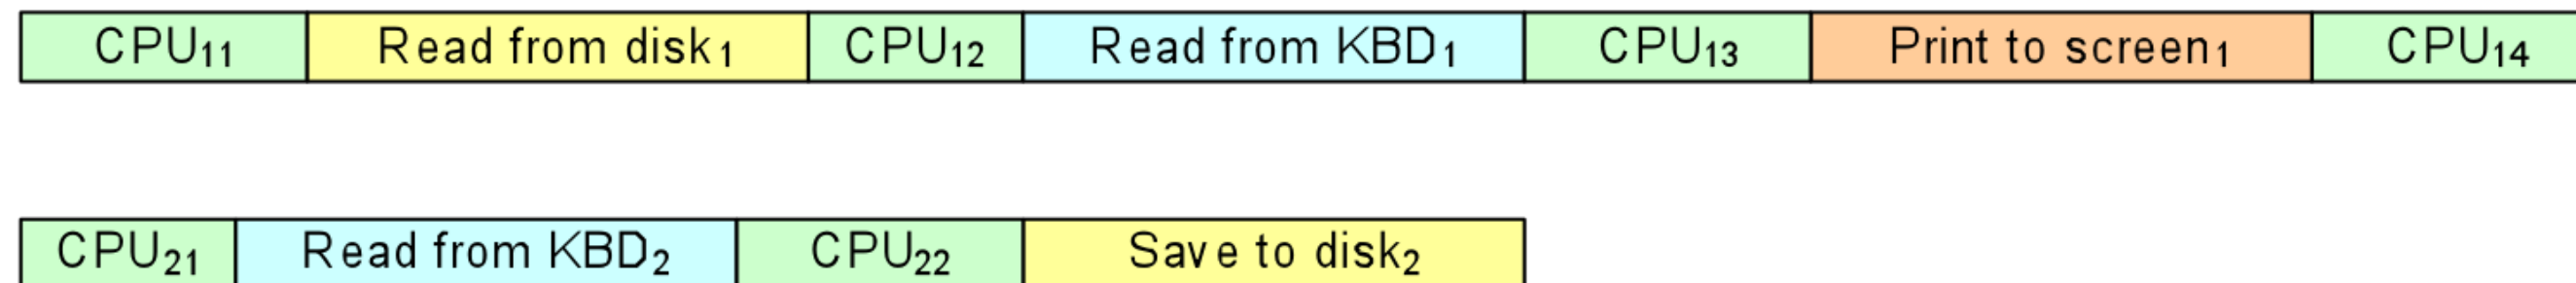 CPU₁₁ Read from disk₁ CPU₁₂ Read from KBD₁ CPU₁₃ Print to screen₁ CPU₁₄
CPU₂₁ Read from KBD₂ CPU₂₂ Save to disk₂